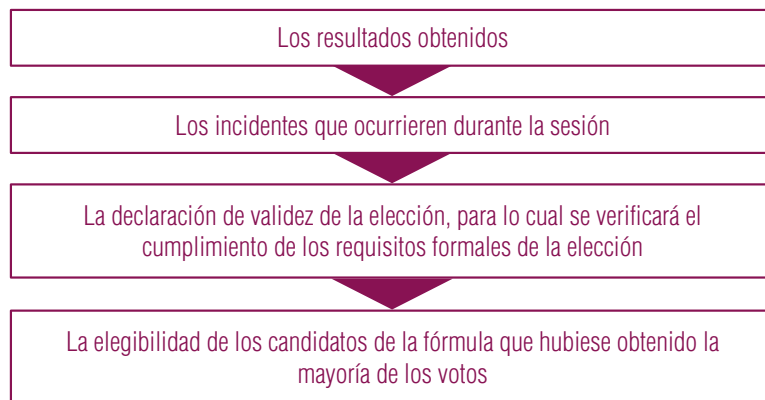 Los resultados obtenidos
Los incidentes que ocurrieren durante la sesión
La declaración de validez de la elección, para lo cual se verificará el
cumplimiento de los requisitos formales de la elección
La elegibilidad de los candidatos de la fórmula que hubiese obtenido la
mayoría de los votos